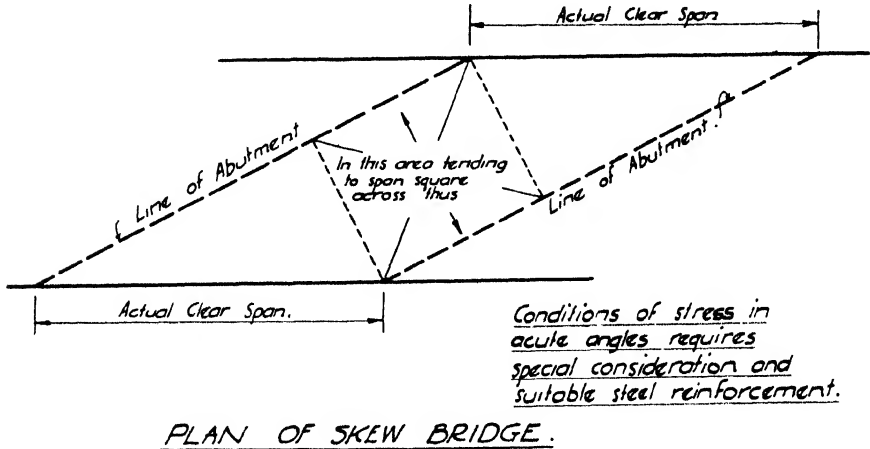 Actual Clear Span
Line of Abutment
In this area tending
to span square
across thus
Line of Abutment.
Actual Clear Span.
Conditions of stress in
acute angles requires
special consideration and
suitable steel reinforcement.
PLAN OF SKEW BRIDGE.